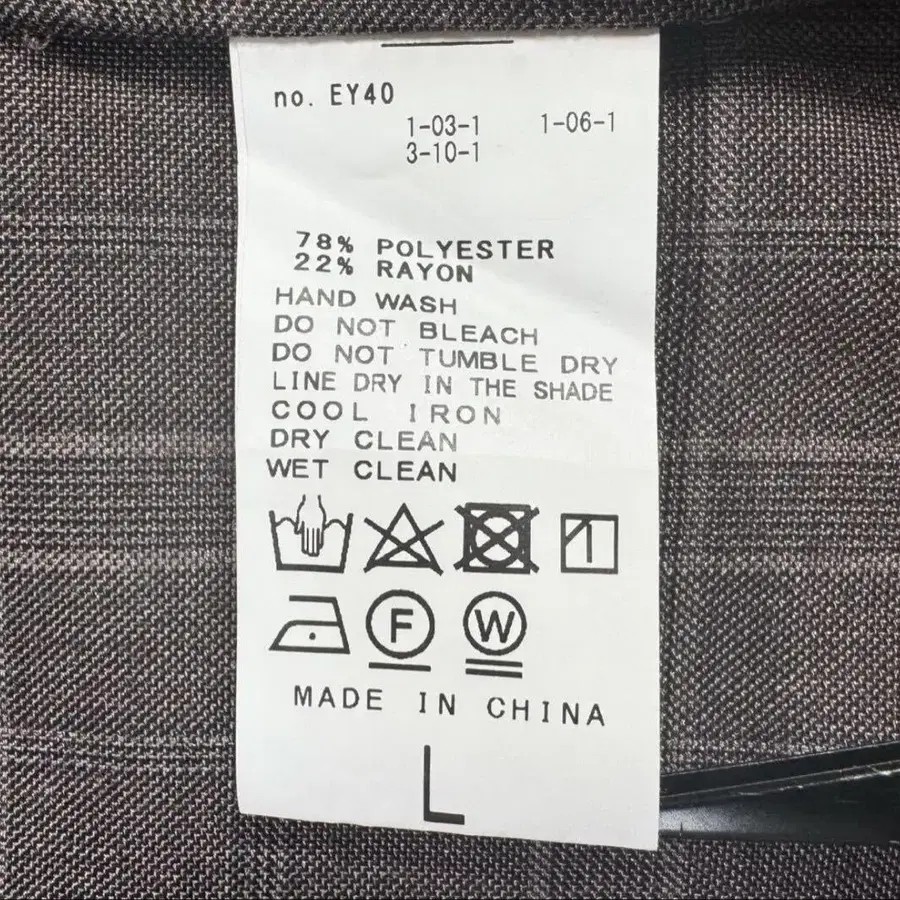 no. EY40
1-03-1 1-06-1
3-10-1
78% POLYESTER
22% RAYON
HAND WASH
DO NOT BLEACH
DO NOT TUMBLE DRY
LINE DRY IN THE SHADE
COOL IRON
DRY CLEAN
WET CLEAN
F W
MADE IN CHINA
L